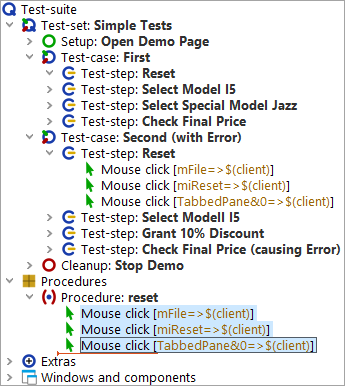 Test-suite
Test-set: Simple Tests
Setup: Open Demo Page
Test-case: First
Test-step: Reset
Test-step: Select Model I5
Test-step: Select Special Model Jazz
Test-step: Check Final Price
Test-case: Second (with Error)
Test-step: Reset
Mouse click [mFile=>$(client)]
Mouse click [miReset=>$(client)]
Mouse click [TabbedPane&0=>$(client)]
Test-step: Select Modell I5
Test-step: Grant 10% Discount
Test-step: Check Final Price (causing Error)
Cleanup: Stop Demo
Procedures
Procedure: reset
Mouse click [mFile=>$(client)]
Mouse click [miReset=>$(client)]
Mouse click [TabbedPane&0=>$(client)]
Extras
Windows and components